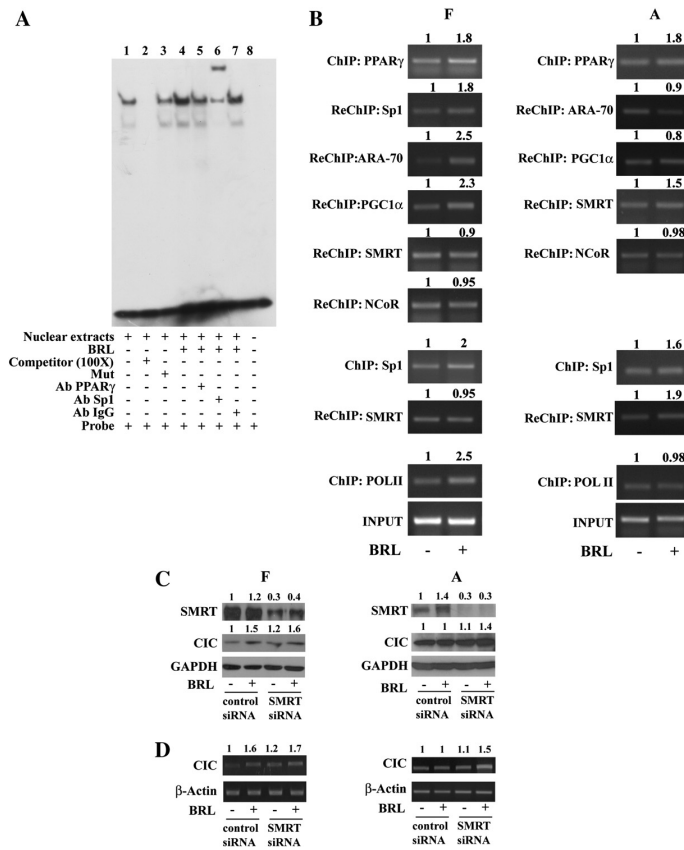 A
1 2 3 4 5 6 7 8
Nuclear extracts + + + + + + + -
BRL - - - + + + + -
Competitor (100X) - + - - - - - -
Mut - - + - - - - -
Ab PPARγ - - - - + - - -
Ab Sp1 - - - - - + - -
Ab IgG - - - - - - + -
Probe + + + + + + + +
B
F
1 1.8
ChIP: PPARγ
1 1.8
ReChIP: Sp1
1 2.5
ReChIP:ARA-70
1 2.3
ReChIP:PGC1α
1 0.9
ReChIP: SMRT
1 0.95
ReChIP: NCoR
1 2
ChIP: Sp1
1 0.95
ReChIP: SMRT
1 2.5
ChIP: POLII
INPUT
BRL - +
A
1 1.8
ChIP: PPARγ
1 0.9
ReChIP: ARA-70
1 0.8
ReChIP: PGC1α
1 1.5
ReChIP: SMRT
1 0.98
ReChIP: NCoR
1 1.6
ChIP: Sp1
1 1.9
ReChIP: SMRT
1 0.98
ChIP: POL II
INPUT
BRL - +
C
F
1 1.2 0.3 0.4
SMRT
1 1.5 1.2 1.6
CIC
GAPDH
BRL - + - +
control SMRT
siRNA siRNA
A
1 1.4 0.3 0.3
SMRT
1 1 1.1 1.4
CIC
GAPDH
BRL - + - +
control SMRT
siRNA siRNA
D
1 1.6 1.2 1.7
CIC
β-Actin
BRL - + - +
control SMRT
siRNA siRNA
1 1 1.1 1.5
CIC
β-Actin
BRL - + - +
control SMRT
siRNA siRNA